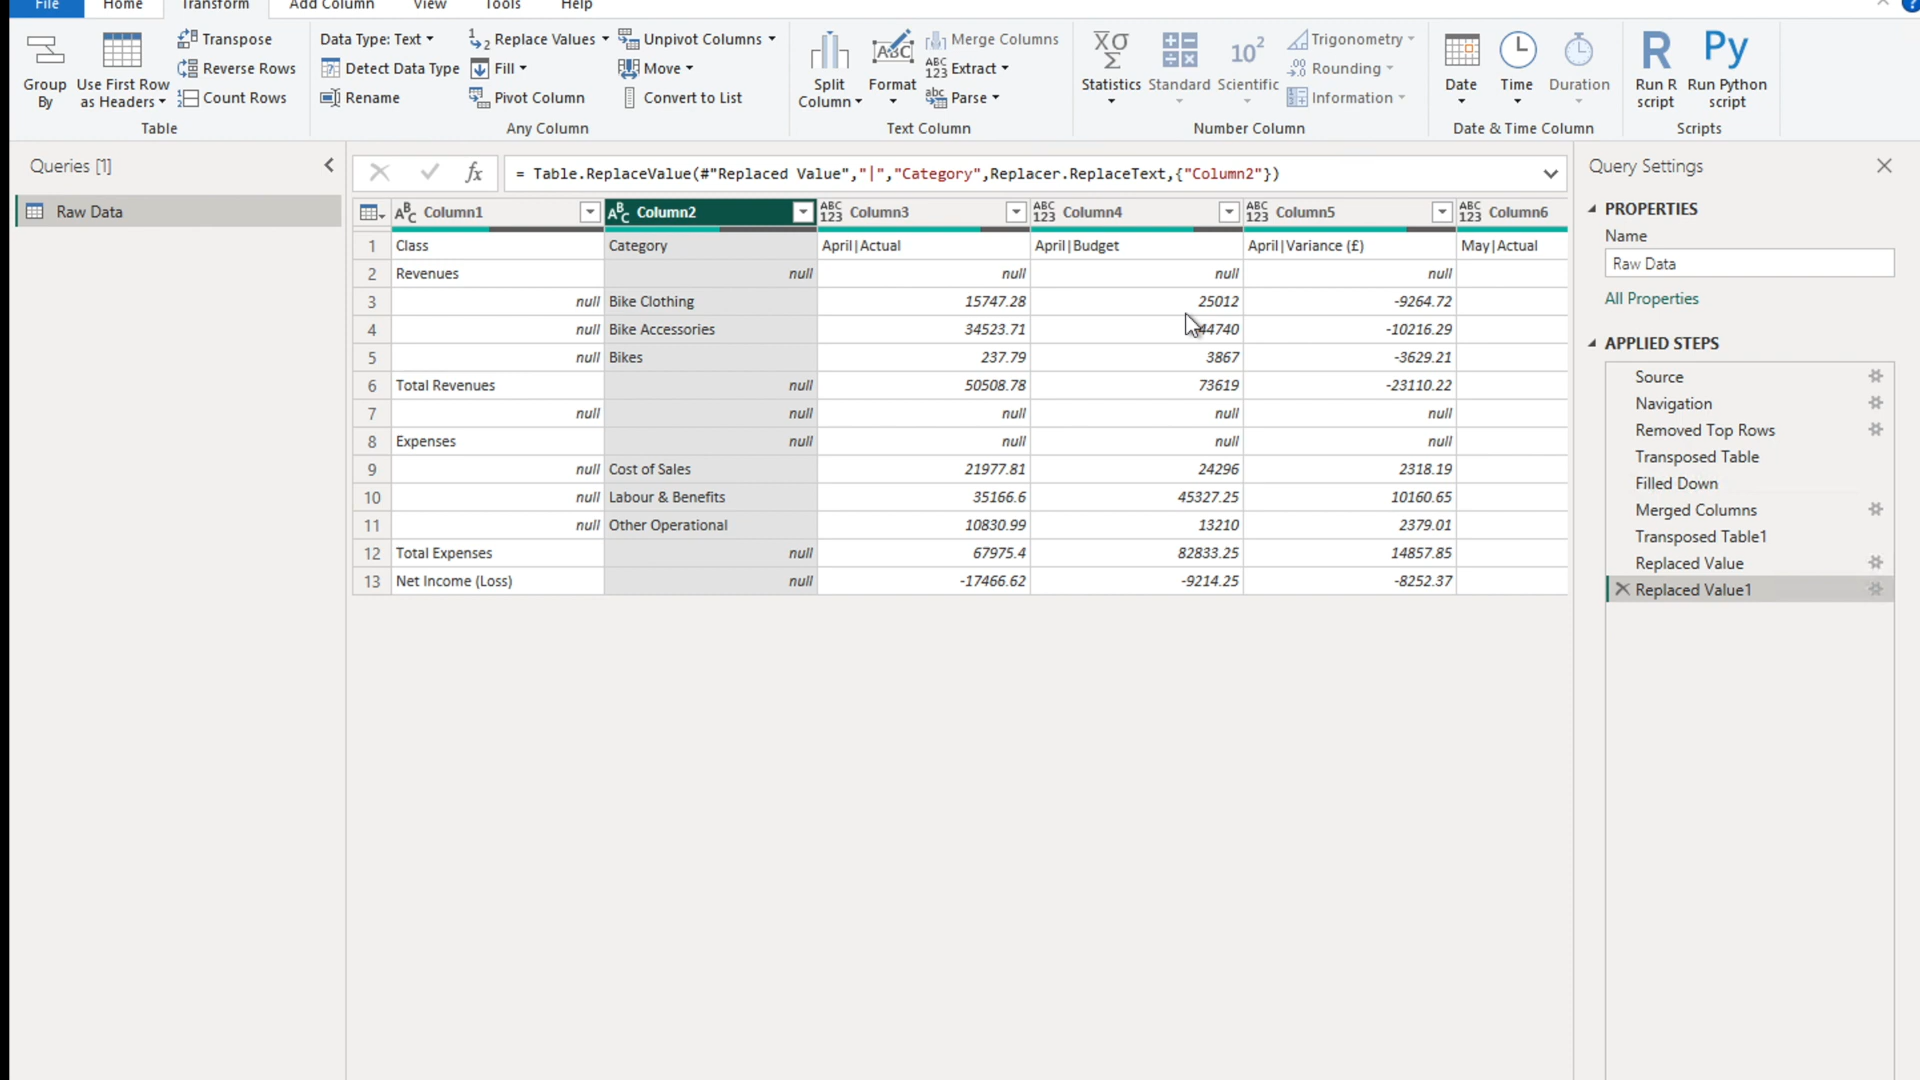 File Home Transform Add Column View Tools Help
Group By
Use First Row as Headers
Transpose
Reverse Rows
Count Rows
Table
Data Type: Text
Detect Data Type
Rename
Replace Values
Fill
Pivot Column
Unpivot Columns
Move
Convert to List
Any Column
Split Column
Format
Merge Columns
Extract
Parse
Text Column
Statistics
Standard
Scientific
Trigonometry
Rounding
Information
Number Column
Date
Time
Duration
Date & Time Column
Run R script
Run Python script
Scripts
Queries [1]
Raw Data
= Table.ReplaceValue(#"Replaced Value","|","Category",Replacer.ReplaceText,{"Column2"})
Column1 Column2 Column3 Column4 Column5 Column6
1 Class Category April|Actual April|Budget April|Variance (£) May|Actual
2 Revenues null null null null
3 null Bike Clothing 15747.28 25012 -9264.72
4 null Bike Accessories 34523.71 44740 -10216.29
5 null Bikes 237.79 3867 -3629.21
6 Total Revenues null 50508.78 73619 -23110.22
7 null null null null null
8 Expenses null null null null
9 null Cost of Sales 21977.81 24296 2318.19
10 null Labour & Benefits 35166.6 45327.25 10160.65
11 null Other Operational 10830.99 13210 2379.01
12 Total Expenses null 67975.4 82833.25 14857.85
13 Net Income (Loss) null -17466.62 -9214.25 -8252.37
Query Settings
PROPERTIES
Name
Raw Data
All Properties
APPLIED STEPS
Source
Navigation
Removed Top Rows
Transposed Table
Filled Down
Merged Columns
Transposed Table1
Replaced Value
Replaced Value1